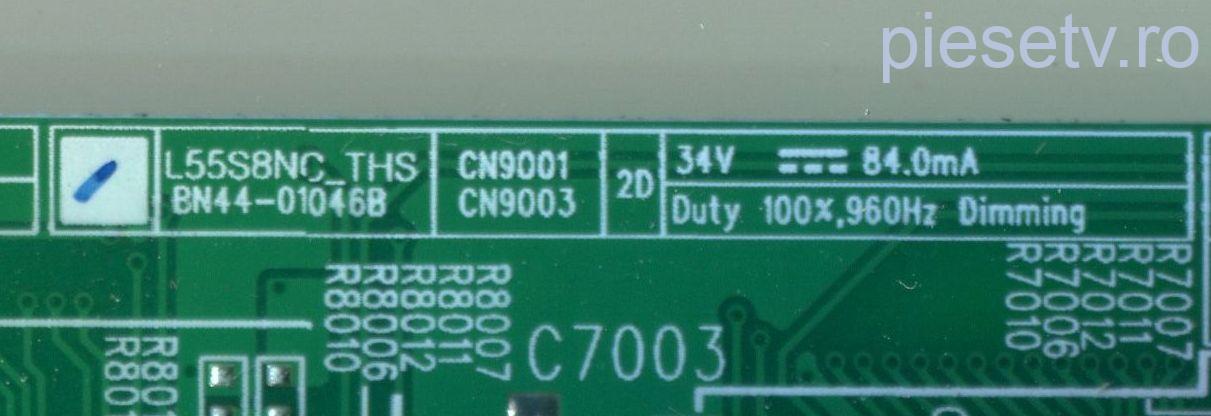 piesetv.ro
L55S8NC_THS
BN44-01046B
CN9001
CN9003
2D
34V 84.0mA
Duty 100%,960Hz Dimming
R8010
R8006
R8012
R8011
R8007
C7003
R7010
R7006
R7012
R7011
R7007